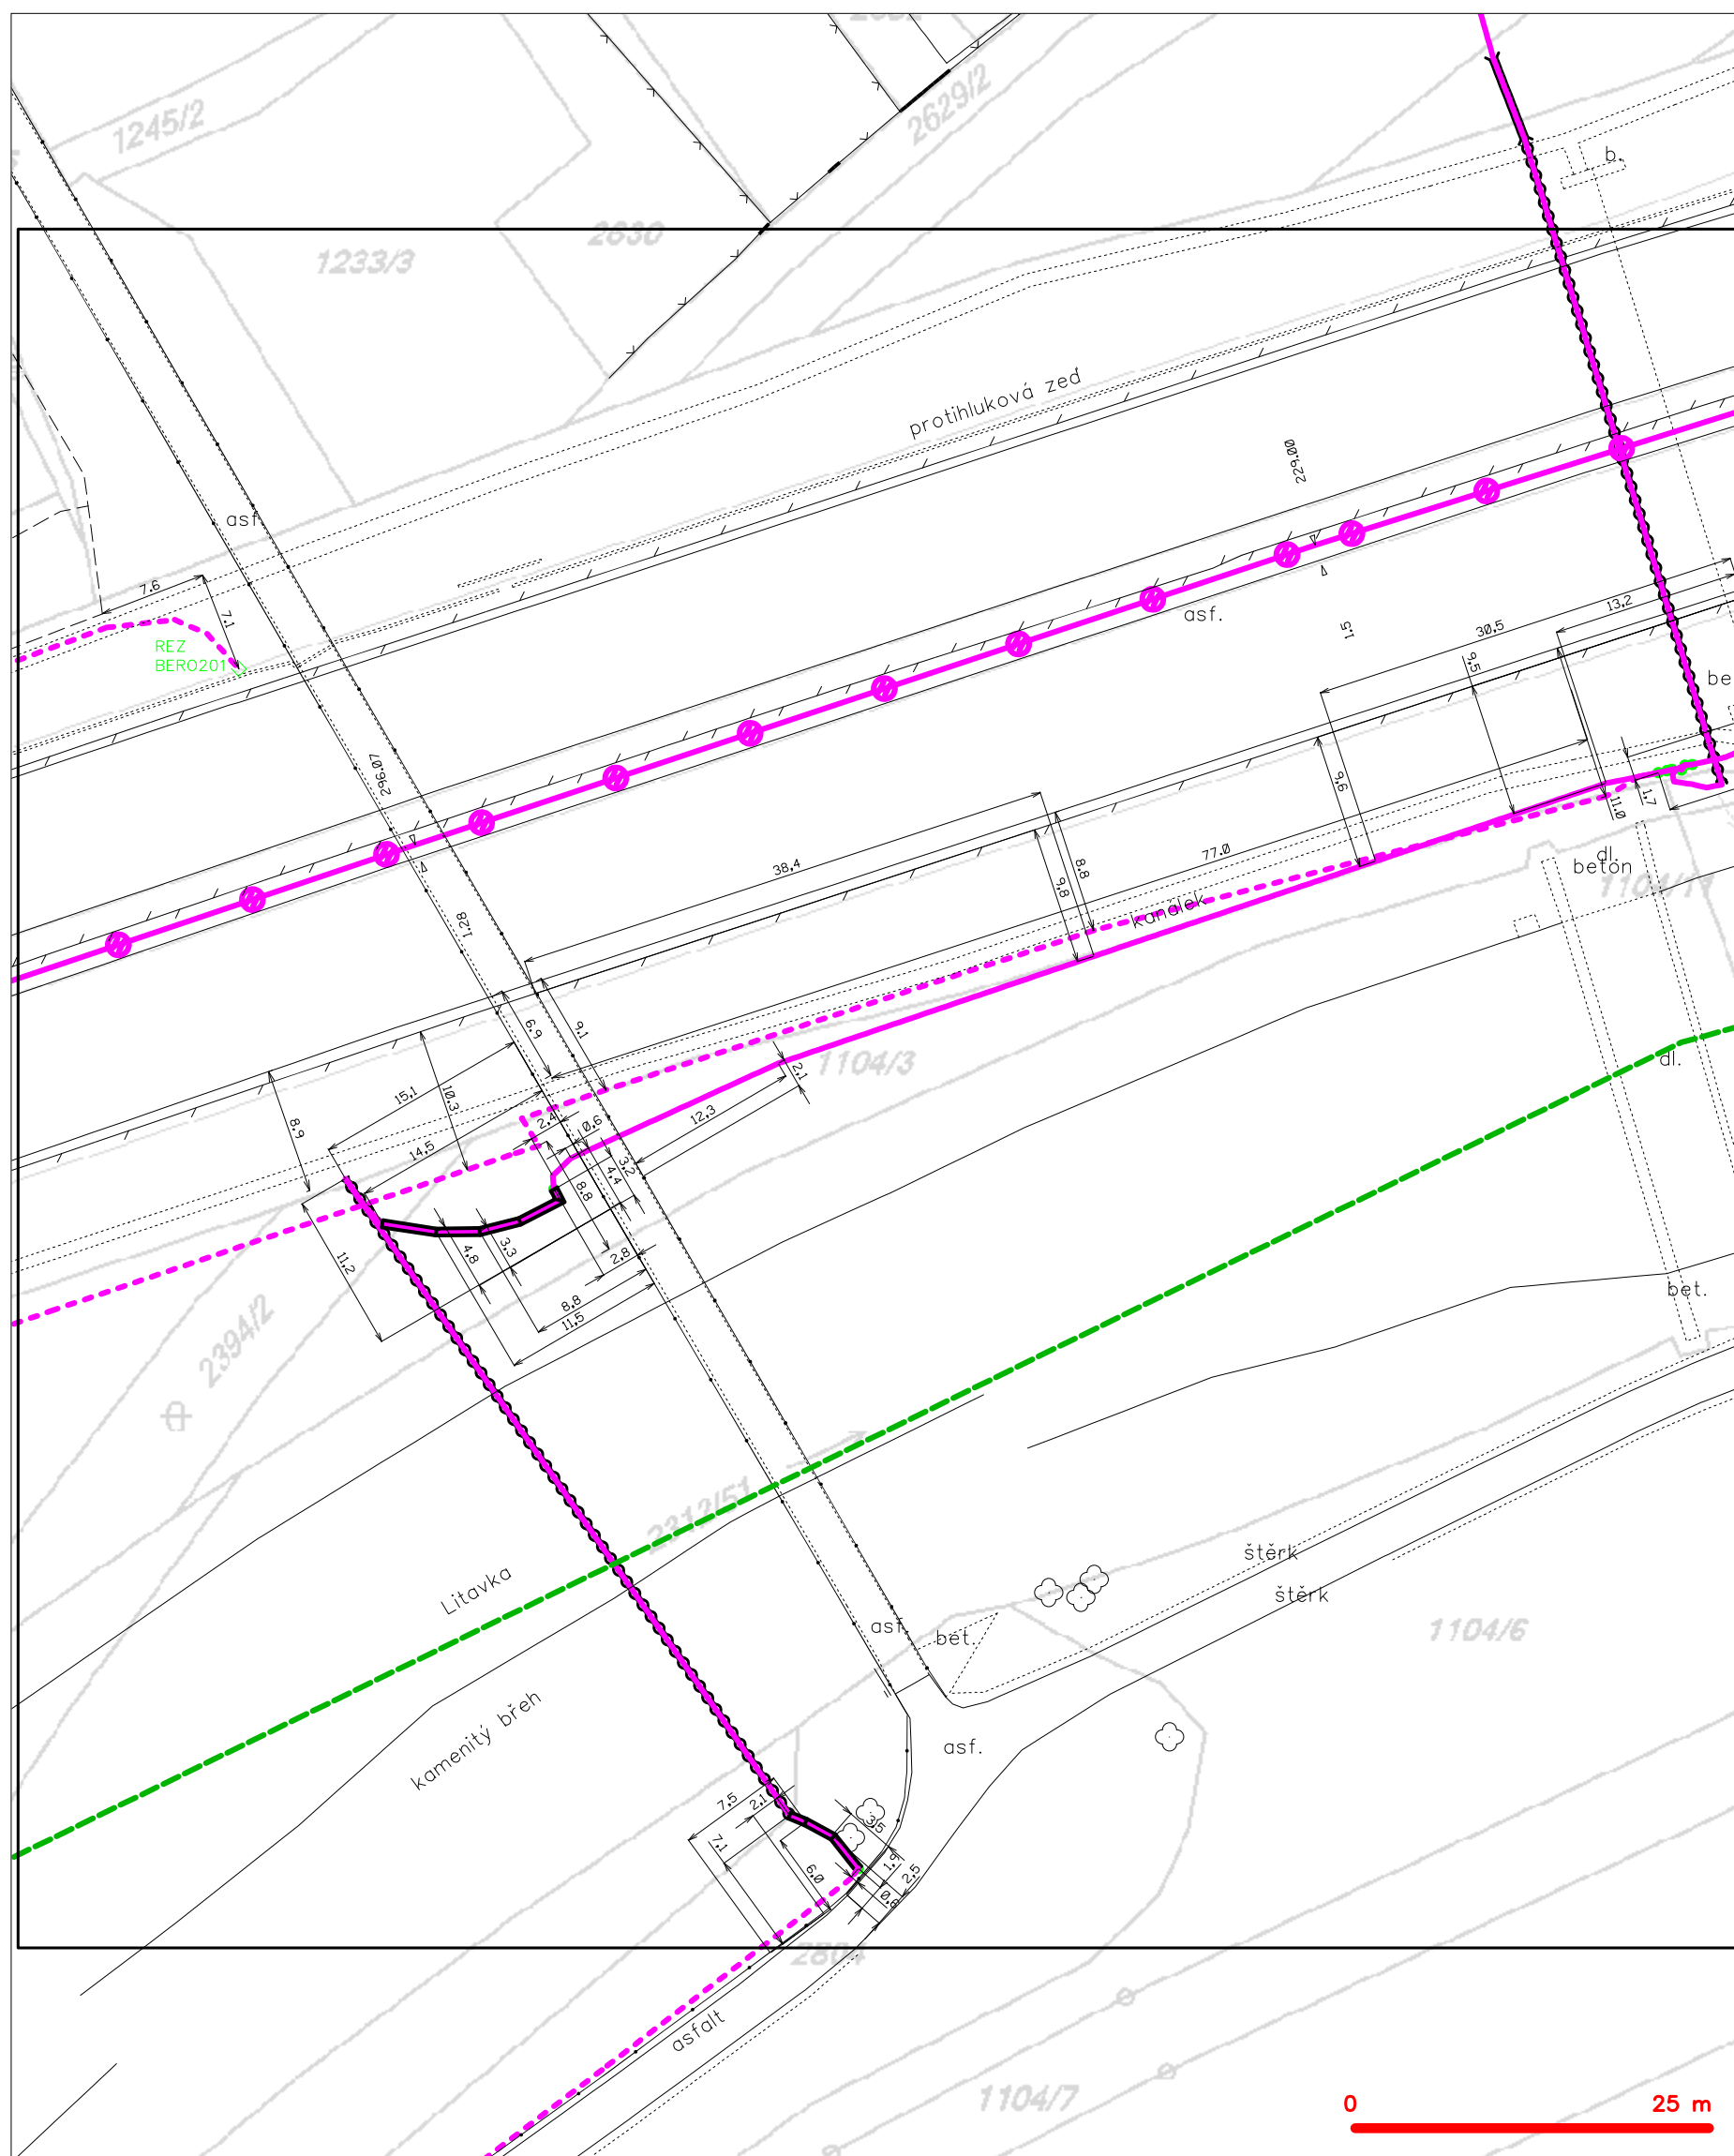 1245/2
2629/2
b.
2630
1233/3
protihluková zeď
229.00
asf.
7.6
7.1
REZ
BERO201
asf.
1.5
30,5
13,2
9,5
be
296.07
9,6
11,0
1,7
38,4
77.0
8,8
9,8
dl.
betón
1104/17
kanálek
1.28
6,9
9,1
1104/3
dl.
2,1
15,1
10,3
12,3
8,9
2,4
0,6
14,5
3,2
4,4
8,8
11,2
4,8
3,3
2,8
8,8
11,5
bet.
2394/2
2312/51
Litavka
štěrk
štěrk
asf.
bet.
1104/6
kamenitý břeh
asf.
7,5
2,1
3,5
7,1
6,0
1,9
2,5
0,6
2804
asfalt
1104/7
0
25 m